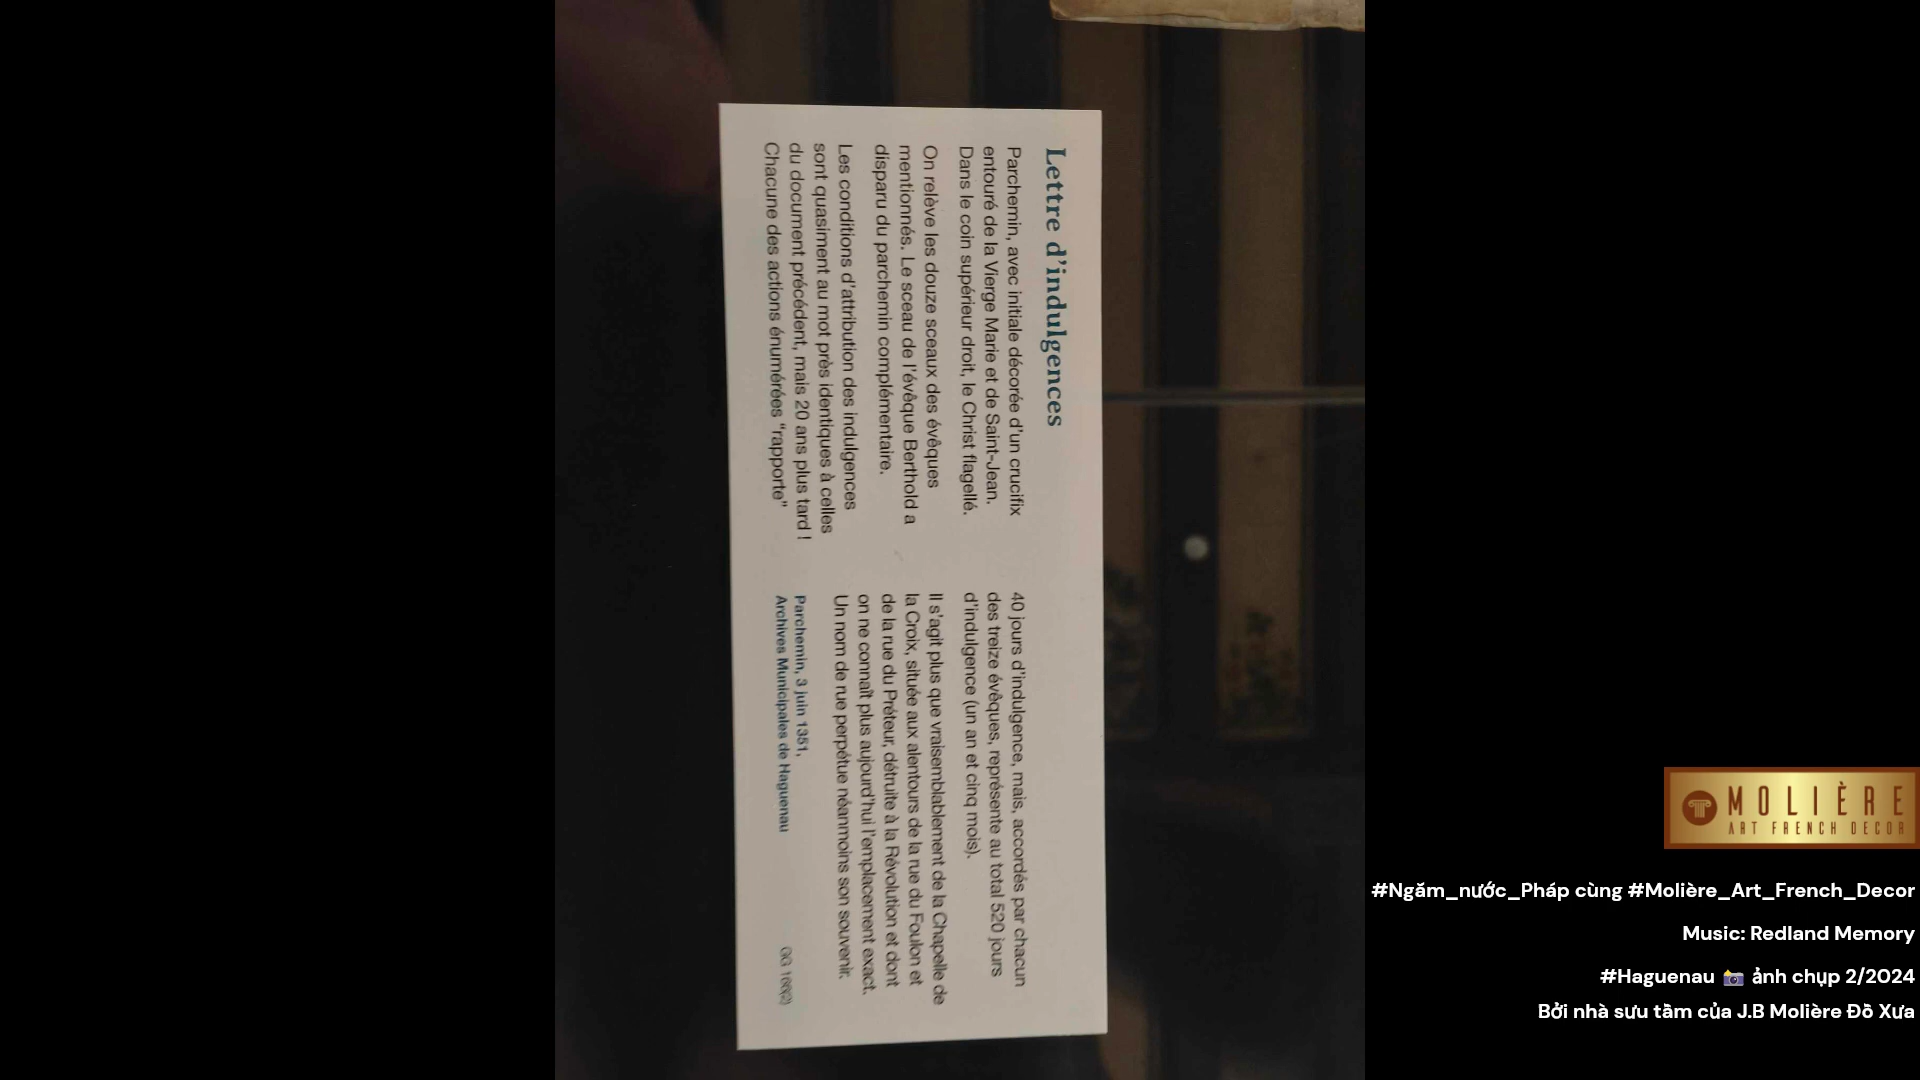 Lettre d'indulgences
Parchemin, avec initiale décorée d'un crucifix
entouré de la Vierge Marie et de Saint-Jean.
Dans le coin supérieur droit, le Christ flagellé.
On relève les douze sceaux des évêques
mentionnés. Le sceau de l'évêque Berthold a
disparu du parchemin complémentaire.
Les conditions d'attribution des indulgences
sont quasiment au mot près identiques à celles
du document précédent, mais 20 ans plus tard !
Chacune des actions énumérées "rapporte"
40 jours d'indulgence, mais, accordés par chacun
des treize évêques, représente au total 520 jours
d'indulgence (un an et cinq mois).
Il s'agit plus que vraisemblablement de la Chapelle de
la Croix, située aux alentours de la rue du Foulon et
de la rue du Préteur, détruite à la Révolution et dont
on ne connaît plus aujourd'hui l'emplacement exact.
Un nom de rue perpétue néanmoins son souvenir.
Parchemin, 3 juin 1351,
Archives Municipales de Haguenau
GG 166(2)
MOLIÈRE
ART FRENCH DECOR
#Ngắm_nước_Pháp cùng #Molière_Art_French_Decor
Music: Redland Memory
#Haguenau 📸 ảnh chụp 2/2024
Bởi nhà sưu tầm của J.B Molière Đồ Xưa